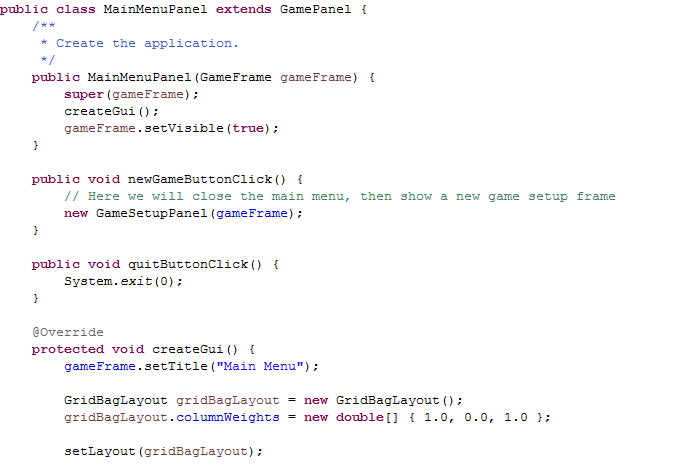 public class MainMenuPanel extends GamePanel {
    /**
     * Create the application.
     */
    public MainMenuPanel(GameFrame gameFrame) {
        super(gameFrame);
        createGui();
        gameFrame.setVisible(true);
    }

    public void newGameButtonClick() {
        // Here we will close the main menu, then show a new game setup frame
        new GameSetupPanel(gameFrame);
    }

    public void quitButtonClick() {
        System.exit(0);
    }

    @Override
    protected void createGui() {
        gameFrame.setTitle("Main Menu");

        GridBagLayout gridBagLayout = new GridBagLayout();
        gridBagLayout.columnWeights = new double[] { 1.0, 0.0, 1.0 };

        setLayout(gridBagLayout);